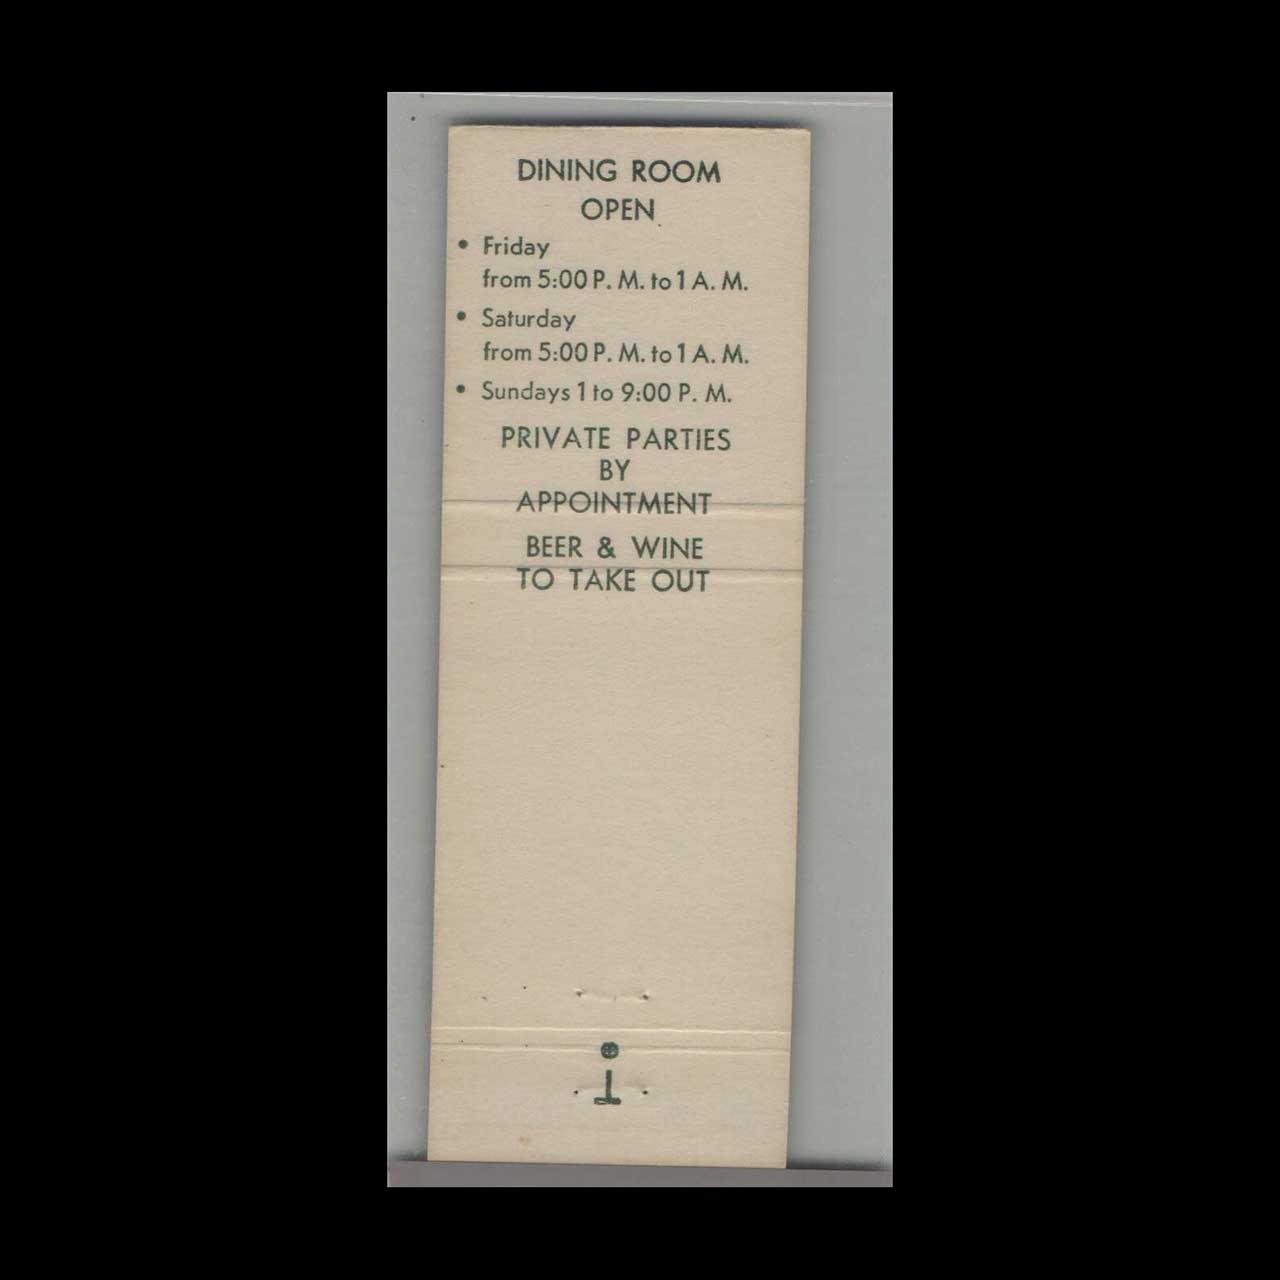 DINING ROOM
OPEN
• Friday
from 5:00 P. M. to 1 A. M.
• Saturday
from 5:00 P. M. to 1 A. M.
• Sundays 1 to 9:00 P. M.
PRIVATE PARTIES
BY
APPOINTMENT
BEER & WINE
TO TAKE OUT